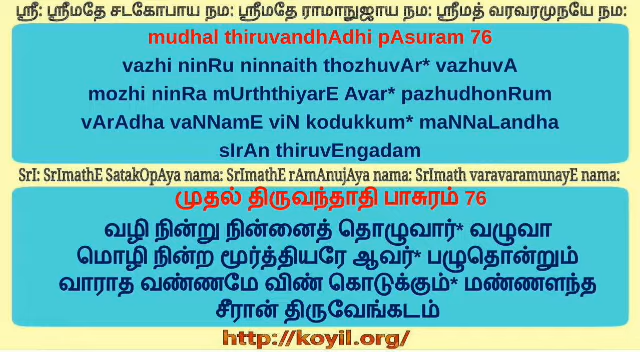 ஸ்ரீ: ஸ்ரீமதே சடகோபாய நம: ஸ்ரீமதே ராமாநுஜாய நம: ஸ்ரீமத் வரவரமுநயே நம:
mudhal thiruvandhAdhi pAsuram 76
vazhi ninRu ninnaith thozhuvAr* vazhuvA
mozhi ninRa mUrththiyarE Avar* pazhudhonRum
vArAdha vaNNamE viN kodukkum* maNNaLandha
sIrAn thiruvEngadam
SrI: SrImathE SatakOpAya nama: SrImathE rAmAnujAya nama: SrImath varavaramunayE nama:
முதல் திருவந்தாதி பாசுரம் 76
வழி நின்று நின்னைத் தொழுவார்* வழுவா
மொழி நின்ற மூர்த்தியரே ஆவர்* பழுதொன்றும்
வாராத வண்ணமே விண் கொடுக்கும்* மண்ணளந்த
சீரான் திருவேங்கடம்
http://koyil.org/